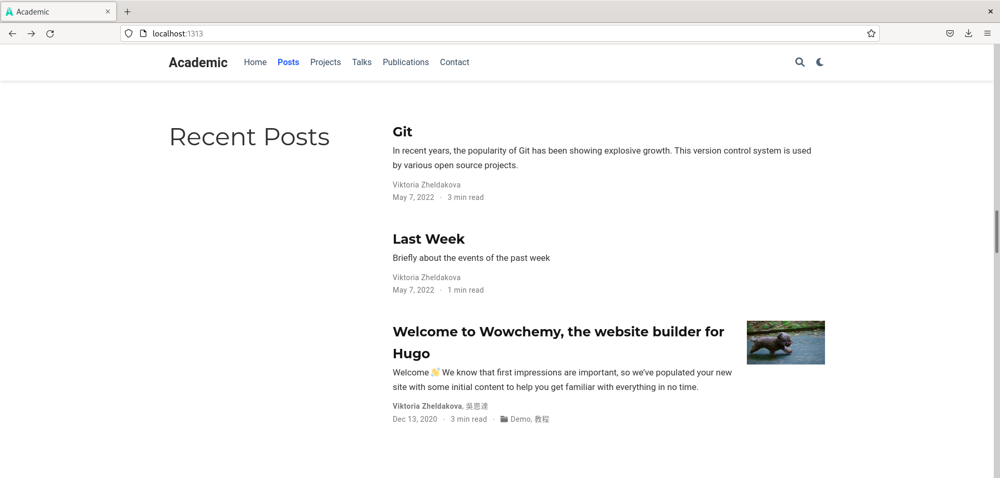 Academic
localhost:1313
Academic Home Posts Projects Talks Publications Contact
Recent Posts
Git
In recent years, the popularity of Git has been showing explosive growth. This version control system is used
by various open source projects.
Viktoria Zheldakova
May 7, 2022 · 3 min read
Last Week
Briefly about the events of the past week
Viktoria Zheldakova
May 7, 2022 · 1 min read
Welcome to Wowchemy, the website builder for
Hugo
Welcome 👋 We know that first impressions are important, so we’ve populated your new
site with some initial content to help you get familiar with everything in no time.
Viktoria Zheldakova, 吳恩達
Dec 13, 2020 · 3 min read · Demo, 教程